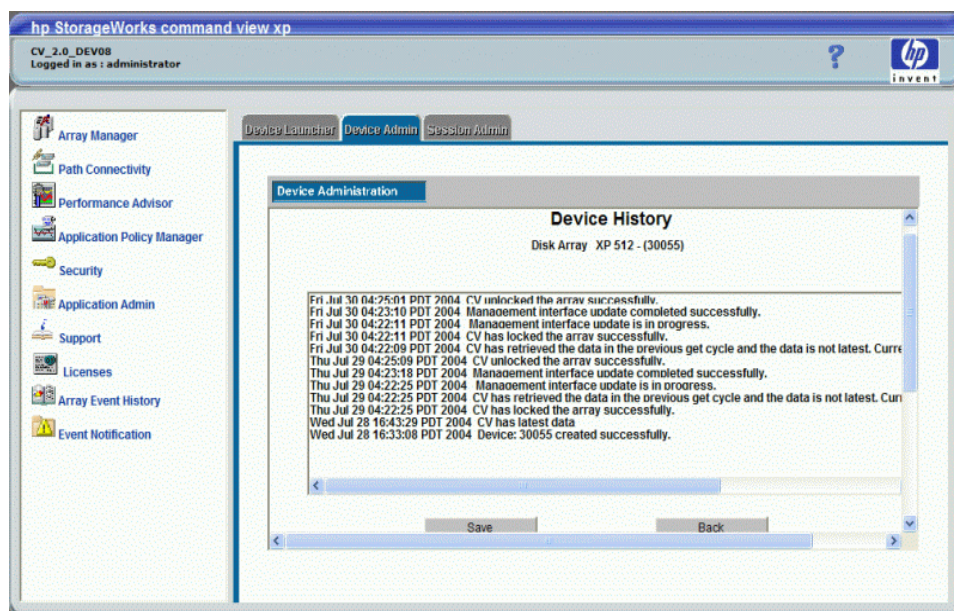 hp StorageWorks command view xp
CV_2.0_DEV08
Logged in as : administrator
?
hp
invent
Array Manager
Path Connectivity
Performance Advisor
Application Policy Manager
Security
Application Admin
Support
Licenses
Array Event History
Event Notification
Device Launcher Device Admin Session Admin
Device Administration
Device History
Disk Array XP 512 - (30055)
Fri Jul 30 04:25:01 PDT 2004 CV unlocked the array successfully.
Fri Jul 30 04:23:10 PDT 2004 Management interface update completed successfully.
Fri Jul 30 04:22:11 PDT 2004 Management interface update is in progress.
Fri Jul 30 04:22:11 PDT 2004 CV has locked the array successfully.
Fri Jul 30 04:22:09 PDT 2004 CV has retrieved the data in the previous get cycle and the data is not latest. Curre
Thu Jul 29 04:25:09 PDT 2004 CV unlocked the array successfully.
Thu Jul 29 04:23:18 PDT 2004 Management interface update completed successfully.
Thu Jul 29 04:22:25 PDT 2004 Management interface update is in progress.
Thu Jul 29 04:22:25 PDT 2004 CV has retrieved the data in the previous get cycle and the data is not latest. Curr
Thu Jul 29 04:22:25 PDT 2004 CV has locked the array successfully.
Wed Jul 28 16:43:29 PDT 2004 CV has latest data
Wed Jul 28 16:33:08 PDT 2004 Device: 30055 created successfully.
Save Back